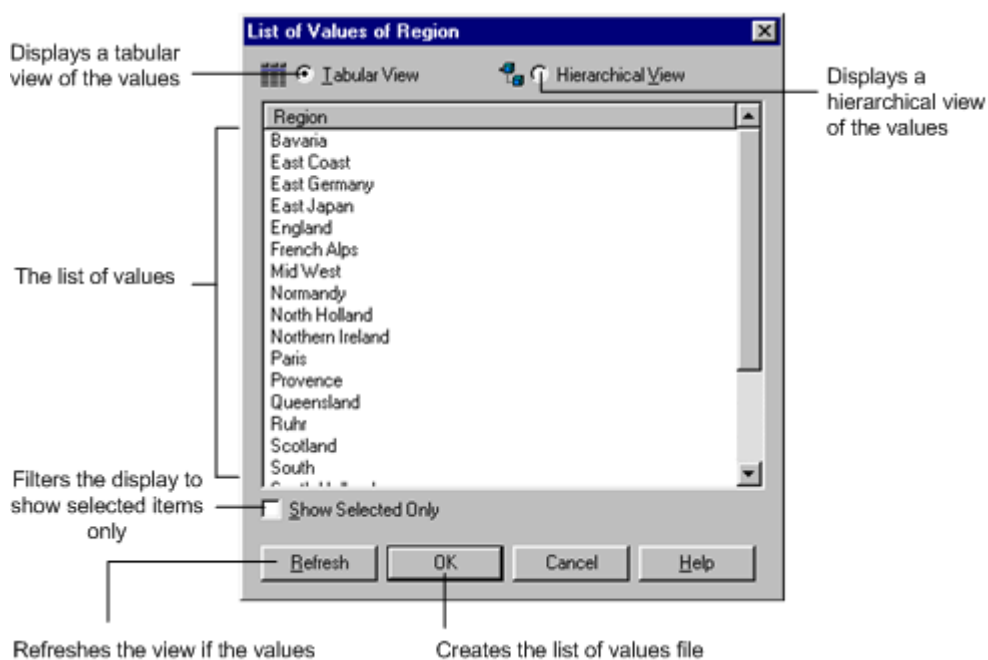 List of Values of Region
Displays a tabular
view of the values
Tabular View
Hierarchical View
Displays a
hierarchical view
of the values
Region
Bavaria
East Coast
East Germany
East Japan
England
French Alps
Mid West
Normandy
North Holland
Northern Ireland
Paris
Provence
Queensland
Ruhr
Scotland
South
The list of values
Filters the display to
show selected items
only
Show Selected Only
Refresh
OK
Cancel
Help
Refreshes the view if the values
Creates the list of values file